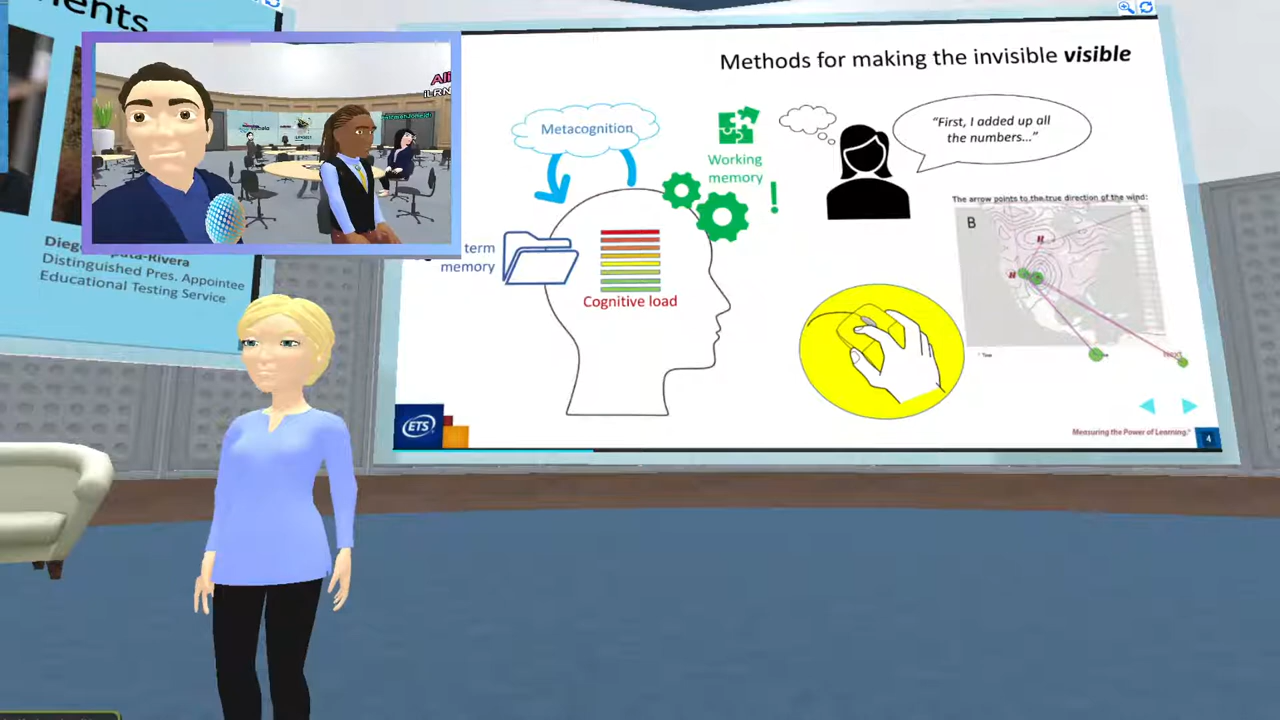 Methods for making the invisible visible
Metacognition
Working
memory
!
"First, I added up all
the numbers..."
The arrow points to the true direction of the wind:
B
H
H
term
memory
Cognitive load
ETS
Measuring the Power of Learning.®
4
Distinguished Pres. Appointee
Educational Testing Service